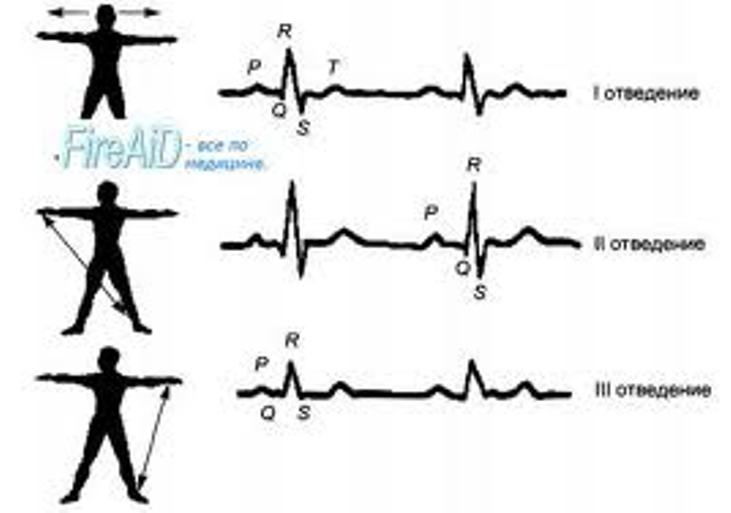 R
P
T
Q
S
I отведение
FireAiD - все по
медицине.
R
P
Q
S
II отведение
R
P
Q S
III отведение